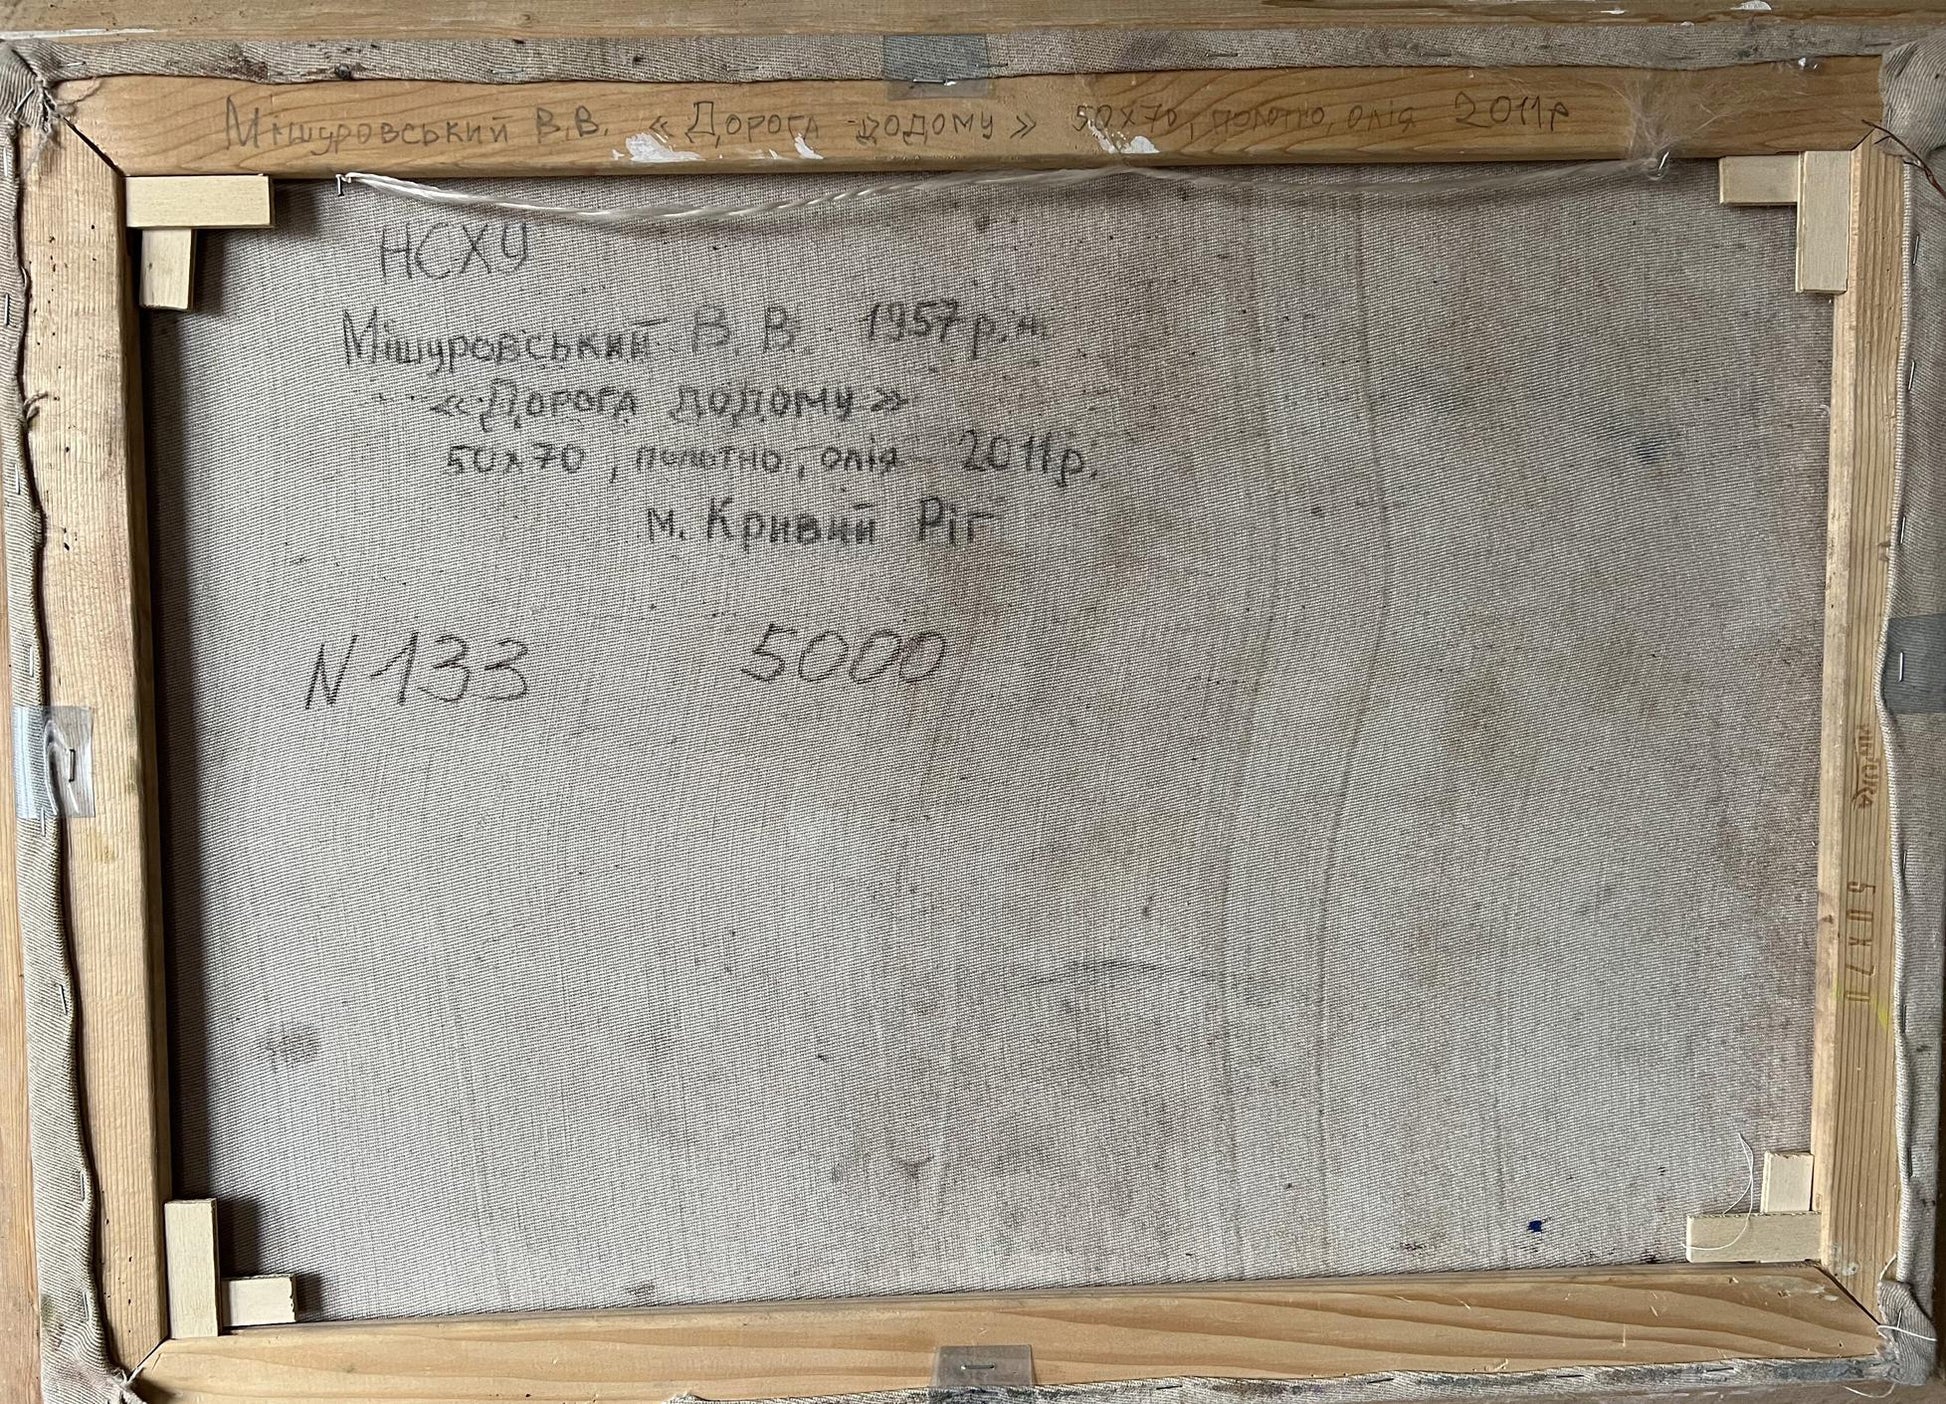 Мішуровський В.В. «Дорога додому» 50х70, полотно, олія 2011р
НСХУ
Мішуровський В.В. 1957р.н.
«Дорога додому»
50х70, полотно, олія 2011р.
м. Кривий Ріг
N 133 5000
50х70